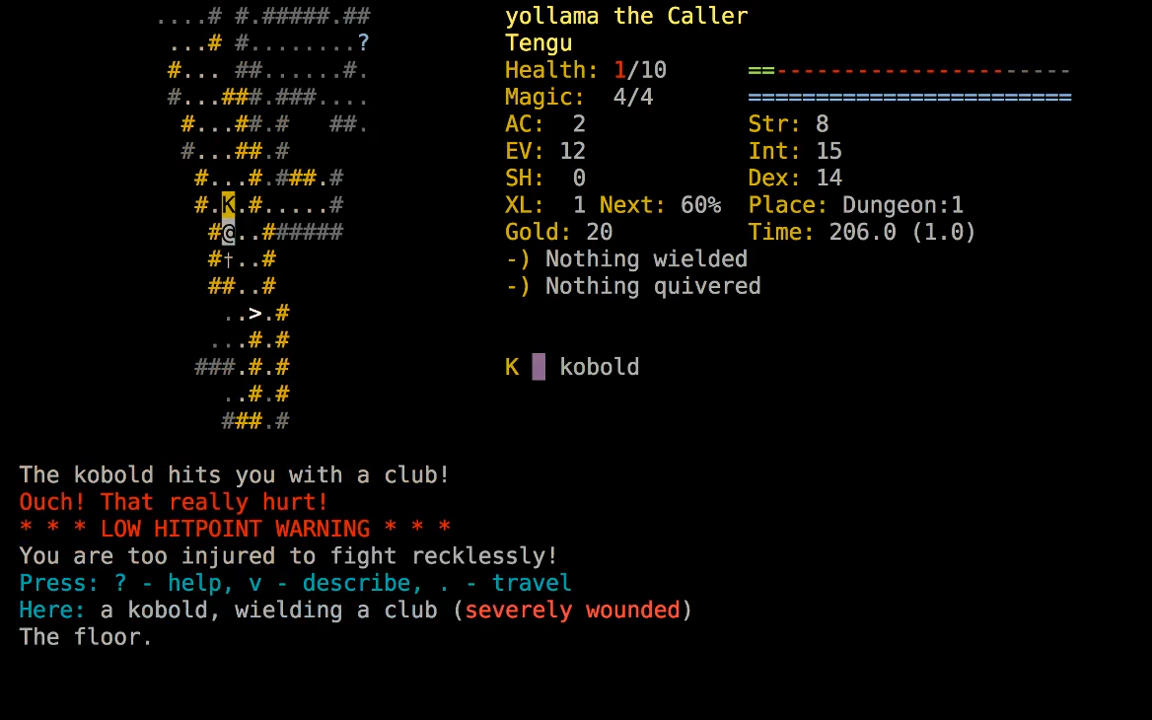 ....# #.#####.## yollama the Caller
...# #........? Tengu
#... ##......#. Health: 1/10 ==-----------------
#...###.###.... Magic: 4/4 ========================
#...##.# ##. AC: 2 Str: 8
#...##.# EV: 12 Int: 15
#...#.###.# SH: 0 Dex: 14
#.K.#.....# XL: 1 Next: 60% Place: Dungeon:1
#@..###### Gold: 20 Time: 206.0 (1.0)
#†..# -) Nothing wielded
##..# -) Nothing quivered
..>.#
...#.#
###.#.# K kobold
..#.#
###.#
The kobold hits you with a club!
Ouch! That really hurt!
* * * LOW HITPOINT WARNING * * *
You are too injured to fight recklessly!
Press: ? - help, v - describe, . - travel
Here: a kobold, wielding a club (severely wounded)
The floor.